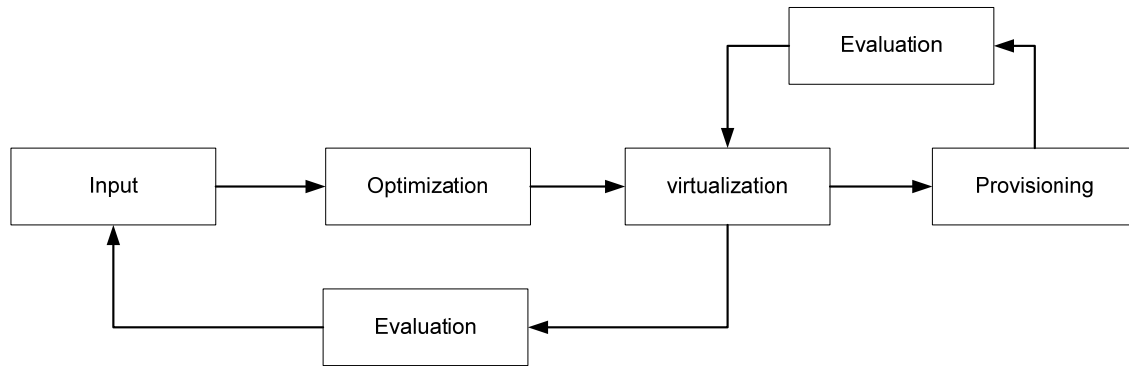 Evaluation
Input
Optimization
virtualization
Provisioning
Evaluation